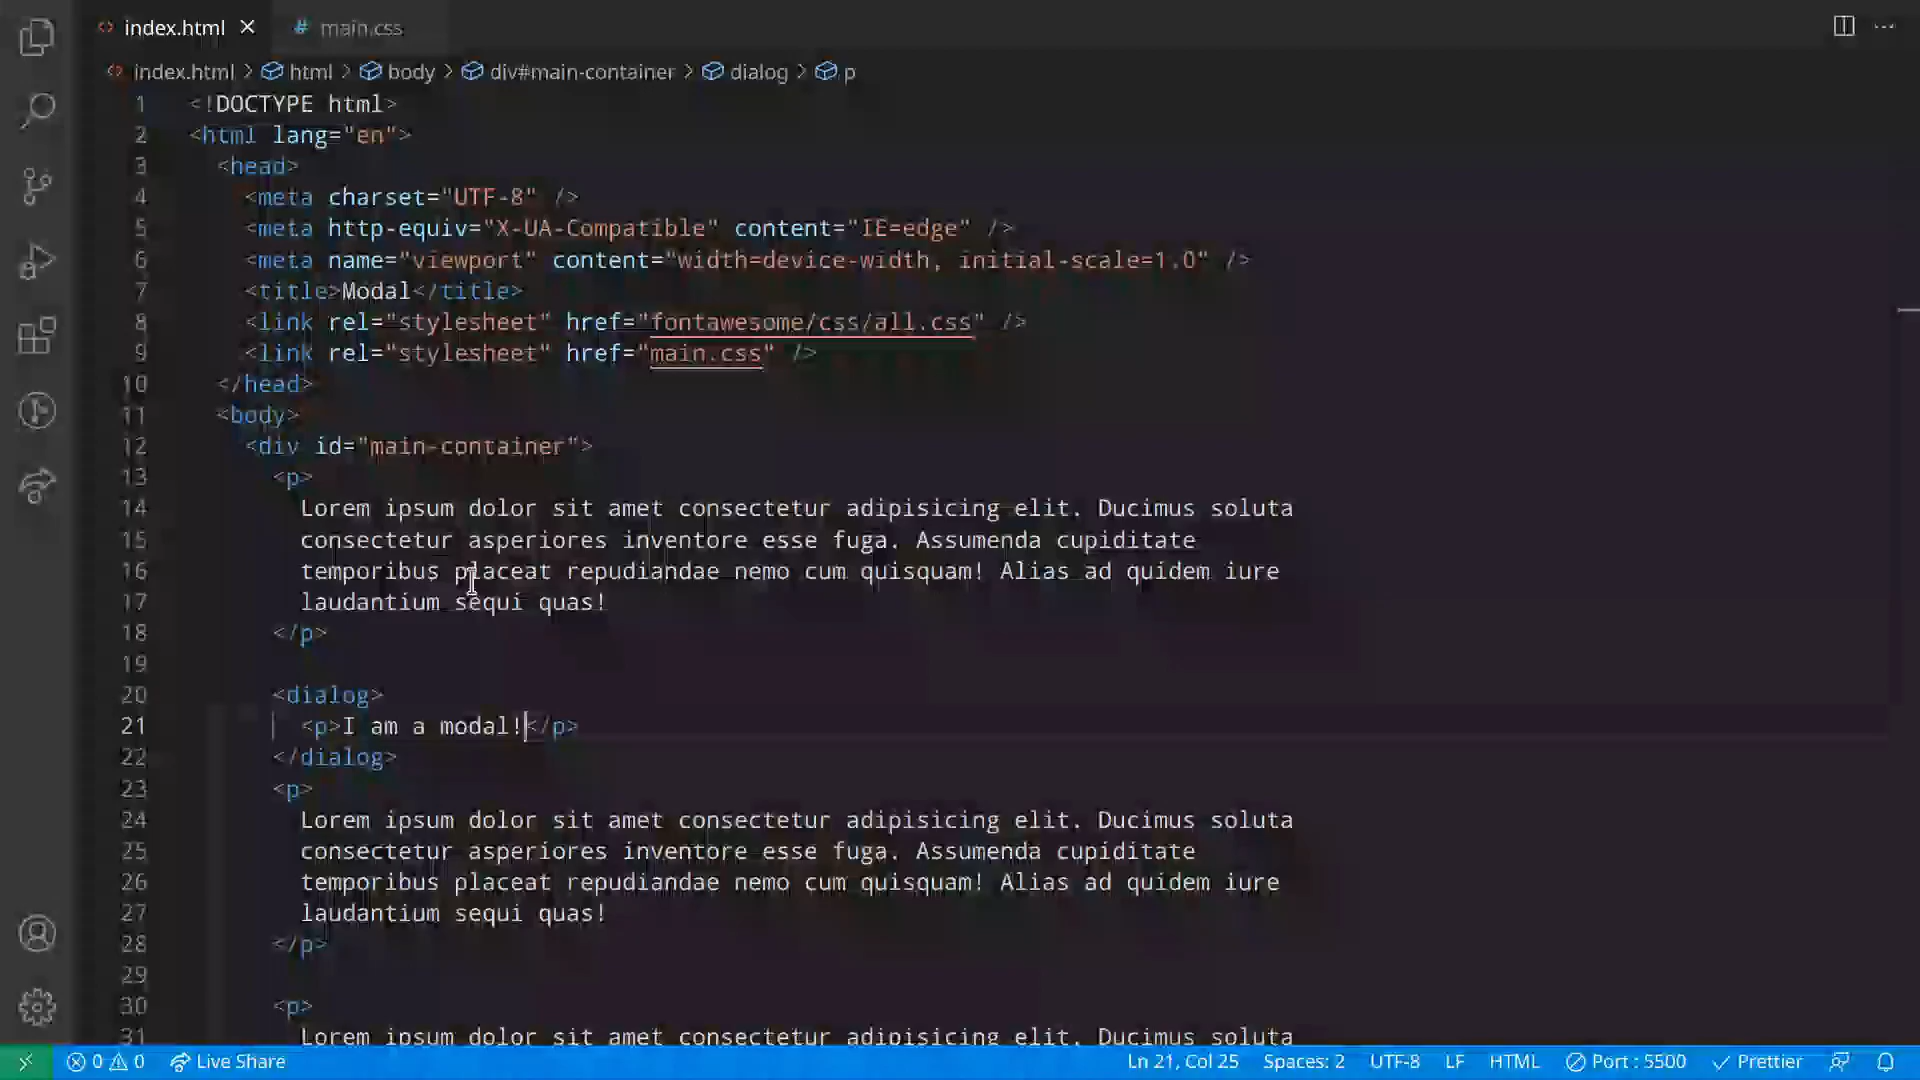 index.html
main.css
index.html > html > body > div#main-container > dialog > p
1 <!DOCTYPE html>
2 <html lang="en">
3 <head>
4 <meta charset="UTF-8" />
5 <meta http-equiv="X-UA-Compatible" content="IE=edge" />
6 <meta name="viewport" content="width=device-width, initial-scale=1.0" />
7 <title>Modal</title>
8 <link rel="stylesheet" href="fontawesome/css/all.css" />
9 <link rel="stylesheet" href="main.css" />
10 </head>
11 <body>
12 <div id="main-container">
13 <p>
14 Lorem ipsum dolor sit amet consectetur adipisicing elit. Ducimus soluta
15 consectetur asperiores inventore esse fuga. Assumenda cupiditate
16 temporibus placeat repudiandae nemo cum quisquam! Alias ad quidem iure
17 laudantium sequi quas!
18 </p>
19
20 <dialog>
21 <p>I am a modal!</p>
22 </dialog>
23 <p>
24 Lorem ipsum dolor sit amet consectetur adipisicing elit. Ducimus soluta
25 consectetur asperiores inventore esse fuga. Assumenda cupiditate
26 temporibus placeat repudiandae nemo cum quisquam! Alias ad quidem iure
27 laudantium sequi quas!
28 </p>
29
30 <p>
31 Lorem ipsum dolor sit amet consectetur adipisicing elit. Ducimus soluta
0 0 Live Share Ln 21, Col 25 Spaces: 2 UTF-8 LF HTML Port : 5500 Prettier